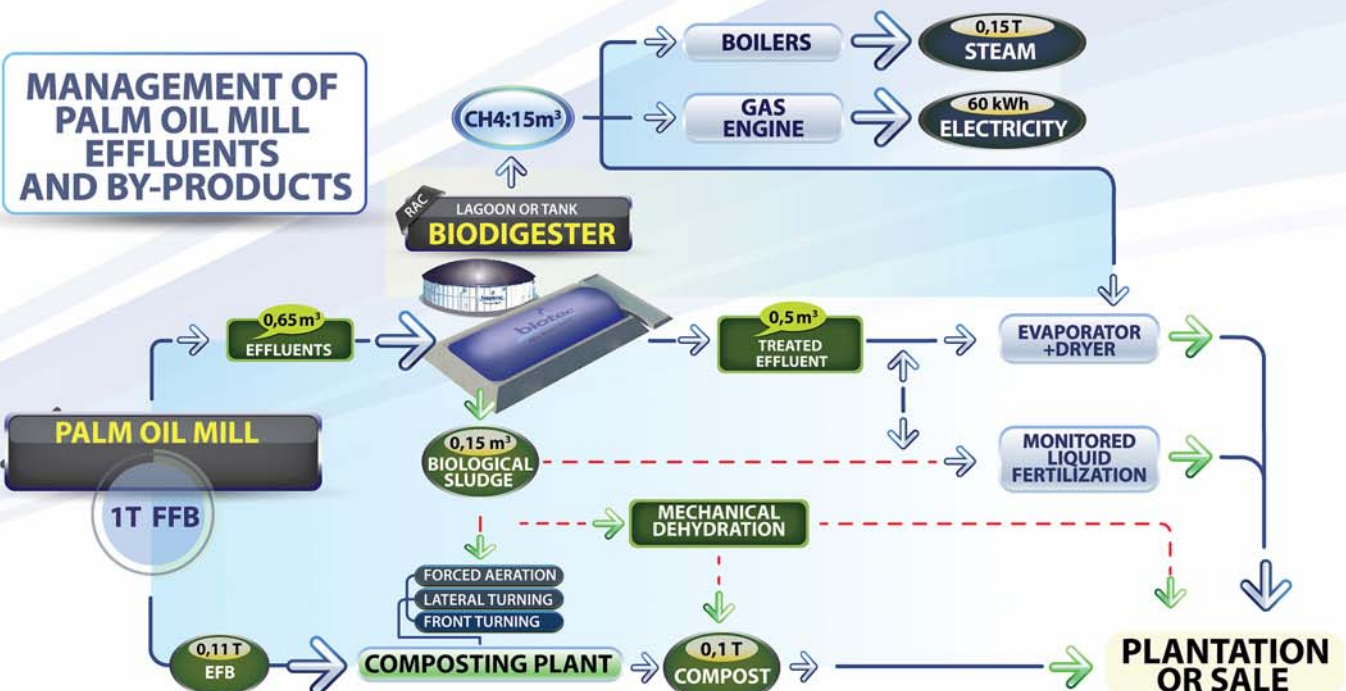 MANAGEMENT OF
PALM OIL MILL
EFFLUENTS
AND BY-PRODUCTS
CH4:15m³
BOILERS
0,15 T
STEAM
GAS
ENGINE
60 kWh
ELECTRICITY
RAC
LAGOON OR TANK
BIODIGESTER
biotec
0,65 m³
EFFLUENTS
0,5 m³
TREATED
EFFLUENT
EVAPORATOR
+DRYER
PALM OIL MILL
1T FFB
0,15 m³
BIOLOGICAL
SLUDGE
MONITORED
LIQUID
FERTILIZATION
MECHANICAL
DEHYDRATION
FORCED AERATION
LATERAL TURNING
FRONT TURNING
0,11 T
EFB
COMPOSTING PLANT
0,1 T
COMPOST
PLANTATION
OR SALE